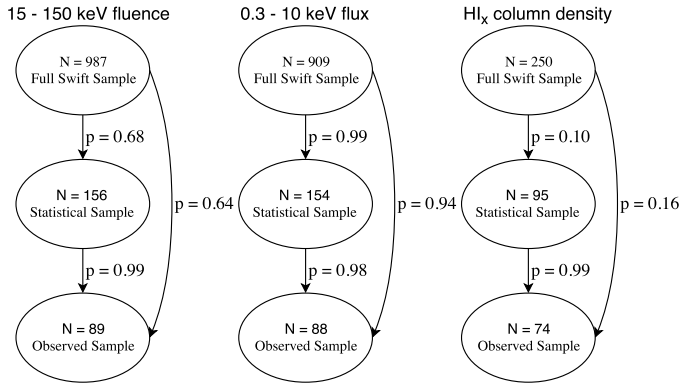 15 - 150 keV fluence
N = 987
Full Swift Sample
p = 0.68
N = 156
Statistical Sample
p = 0.64
p = 0.99
N = 89
Observed Sample
0.3 - 10 keV flux
N = 909
Full Swift Sample
p = 0.99
N = 154
Statistical Sample
p = 0.94
p = 0.98
N = 88
Observed Sample
HIx column density
N = 250
Full Swift Sample
p = 0.10
N = 95
Statistical Sample
p = 0.16
p = 0.99
N = 74
Observed Sample